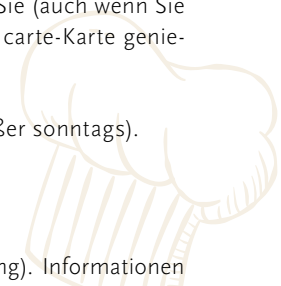 Sie (auch wenn Sie
carte-Karte genie-
ßer sonntags).
ng). Informationen